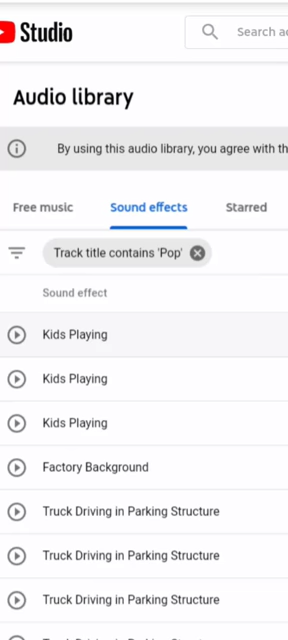 Studio
Search
Audio library
By using this audio library, you agree with
Free music
Sound effects
Starred
Track title contains 'Pop'
Sound effect
Kids Playing
Kids Playing
Kids Playing
Factory Background
Truck Driving in Parking Structure
Truck Driving in Parking Structure
Truck Driving in Parking Structure